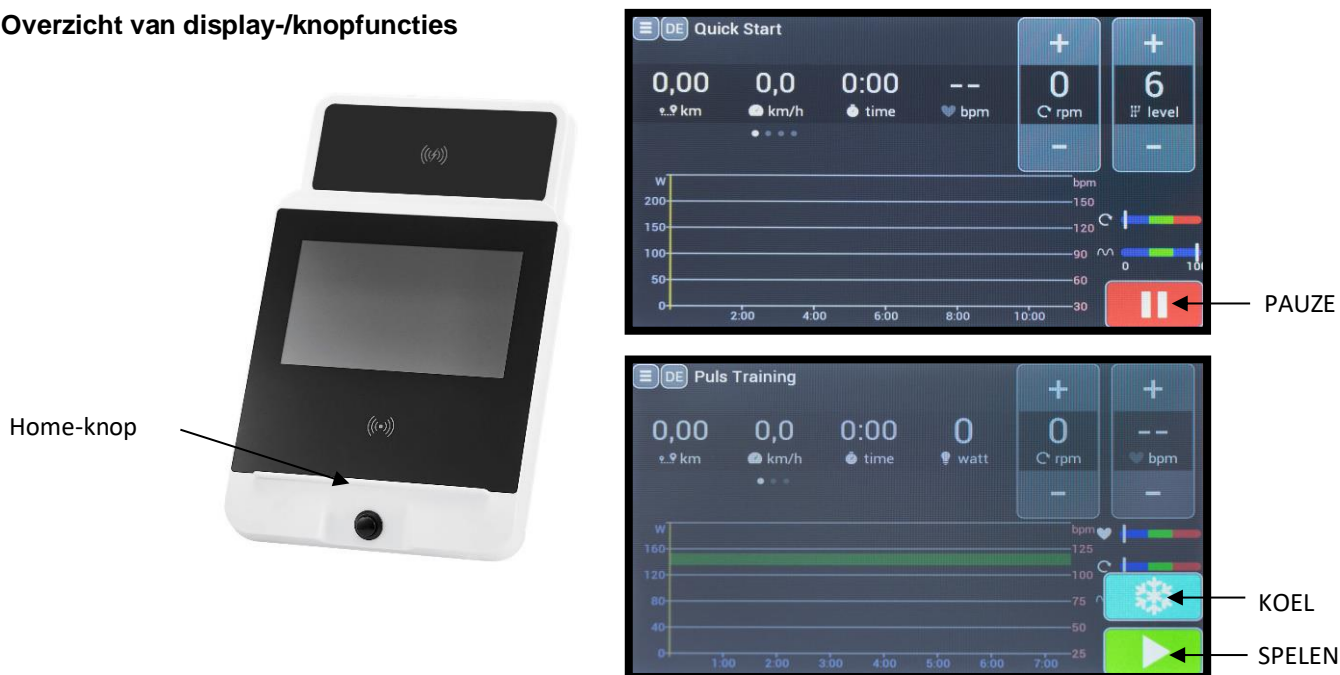 Overzicht van display-/knopfuncties
Home-knop
DE Quick Start
0,00 0,0 0:00 -- 0 6
km km/h time bpm rpm level
+ +
- -
W bpm
200 150
150 120
100 90
50 60
0 30
2:00 4:00 6:00 8:00 10:00
0 10
PAUZE
DE Puls Training
+ +
0,00 0,0 0:00 0 0 --
km km/h time watt rpm bpm
- -
W bpm
160 125
120 100
80 75
40 50
0 25
1:00 2:00 3:00 4:00 5:00 6:00 7:00
KOEL
SPELEN